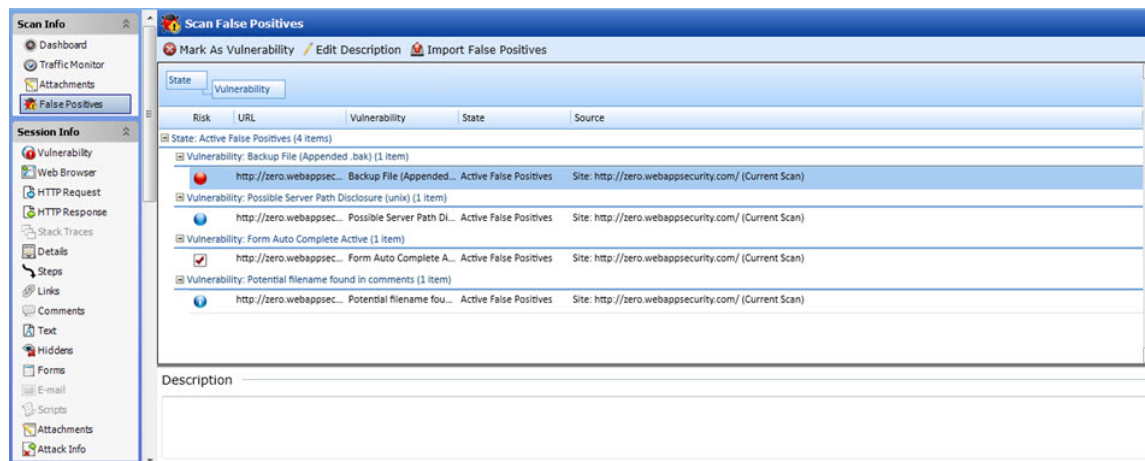 Scan Info
Dashboard
Traffic Monitor
Attachments
False Positives
Session Info
Vulnerability
Web Browser
HTTP Request
HTTP Response
Stack Traces
Details
Steps
Links
Comments
Text
Hiddens
Forms
E-mail
Scripts
Attachments
Attack Info
Scan False Positives
Mark As Vulnerability Edit Description Import False Positives
State
Vulnerability
Risk URL Vulnerability State Source
State: Active False Positives (4 items)
Vulnerability: Backup File (Appended .bak) (1 item)
http://zero.webappsec... Backup File (Appended... Active False Positives Site: http://zero.webappsecurity.com/ (Current Scan)
Vulnerability: Possible Server Path Disclosure (unix) (1 item)
http://zero.webappsec... Possible Server Path Di... Active False Positives Site: http://zero.webappsecurity.com/ (Current Scan)
Vulnerability: Form Auto Complete Active (1 item)
http://zero.webappsec... Form Auto Complete A... Active False Positives Site: http://zero.webappsecurity.com/ (Current Scan)
Vulnerability: Potential filename found in comments (1 item)
http://zero.webappsec... Potential filename fou... Active False Positives Site: http://zero.webappsecurity.com/ (Current Scan)
Description